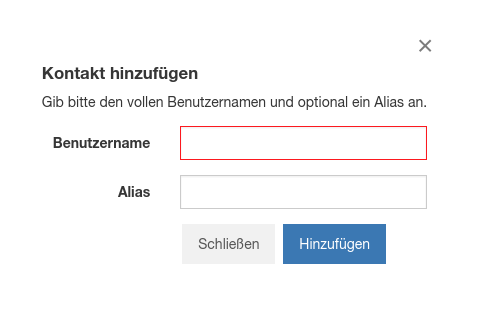 Kontakt hinzufügen
Gib bitte den vollen Benutzernamen und optional ein Alias an.
Benutzername
Alias
Schließen Hinzufügen